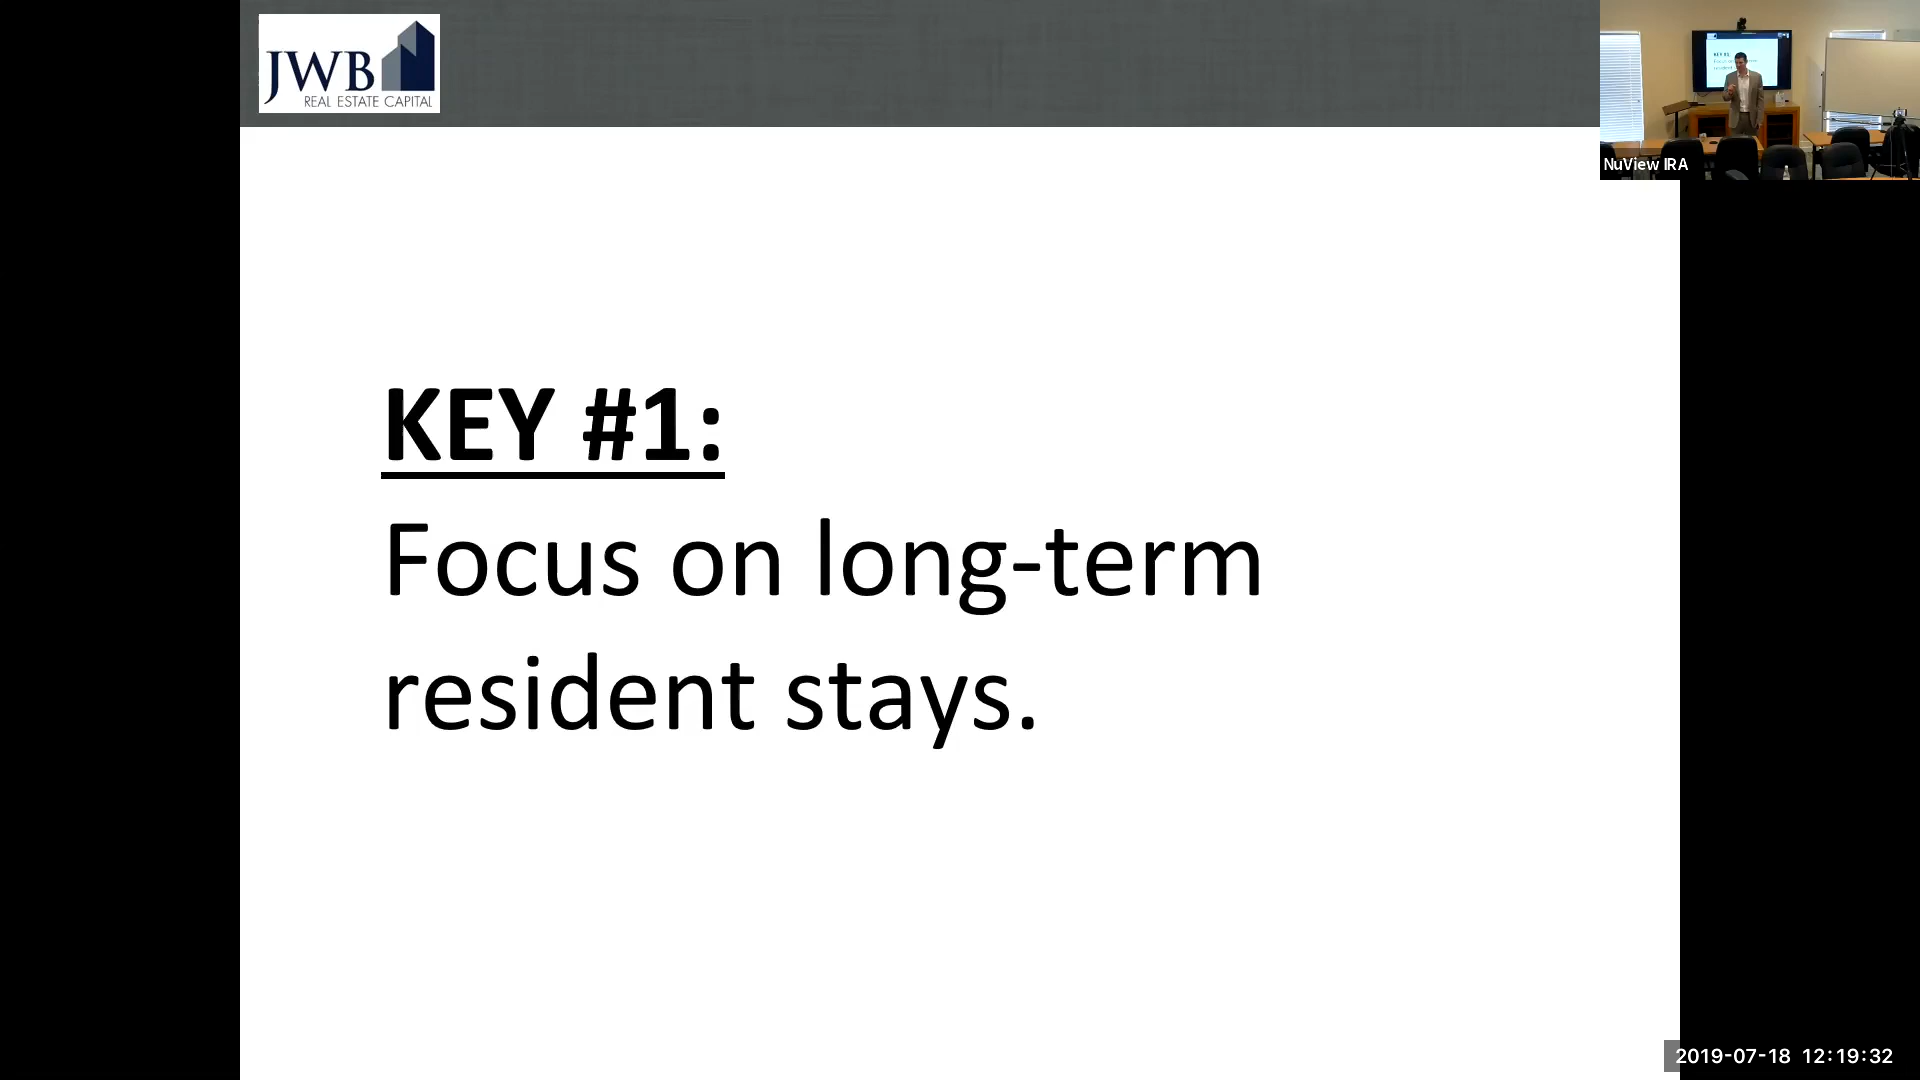 JWB
REAL ESTATE CAPITAL
NuView IRA
KEY #1:
Focus on long-term
resident stays.
2019-07-18 12:19:32